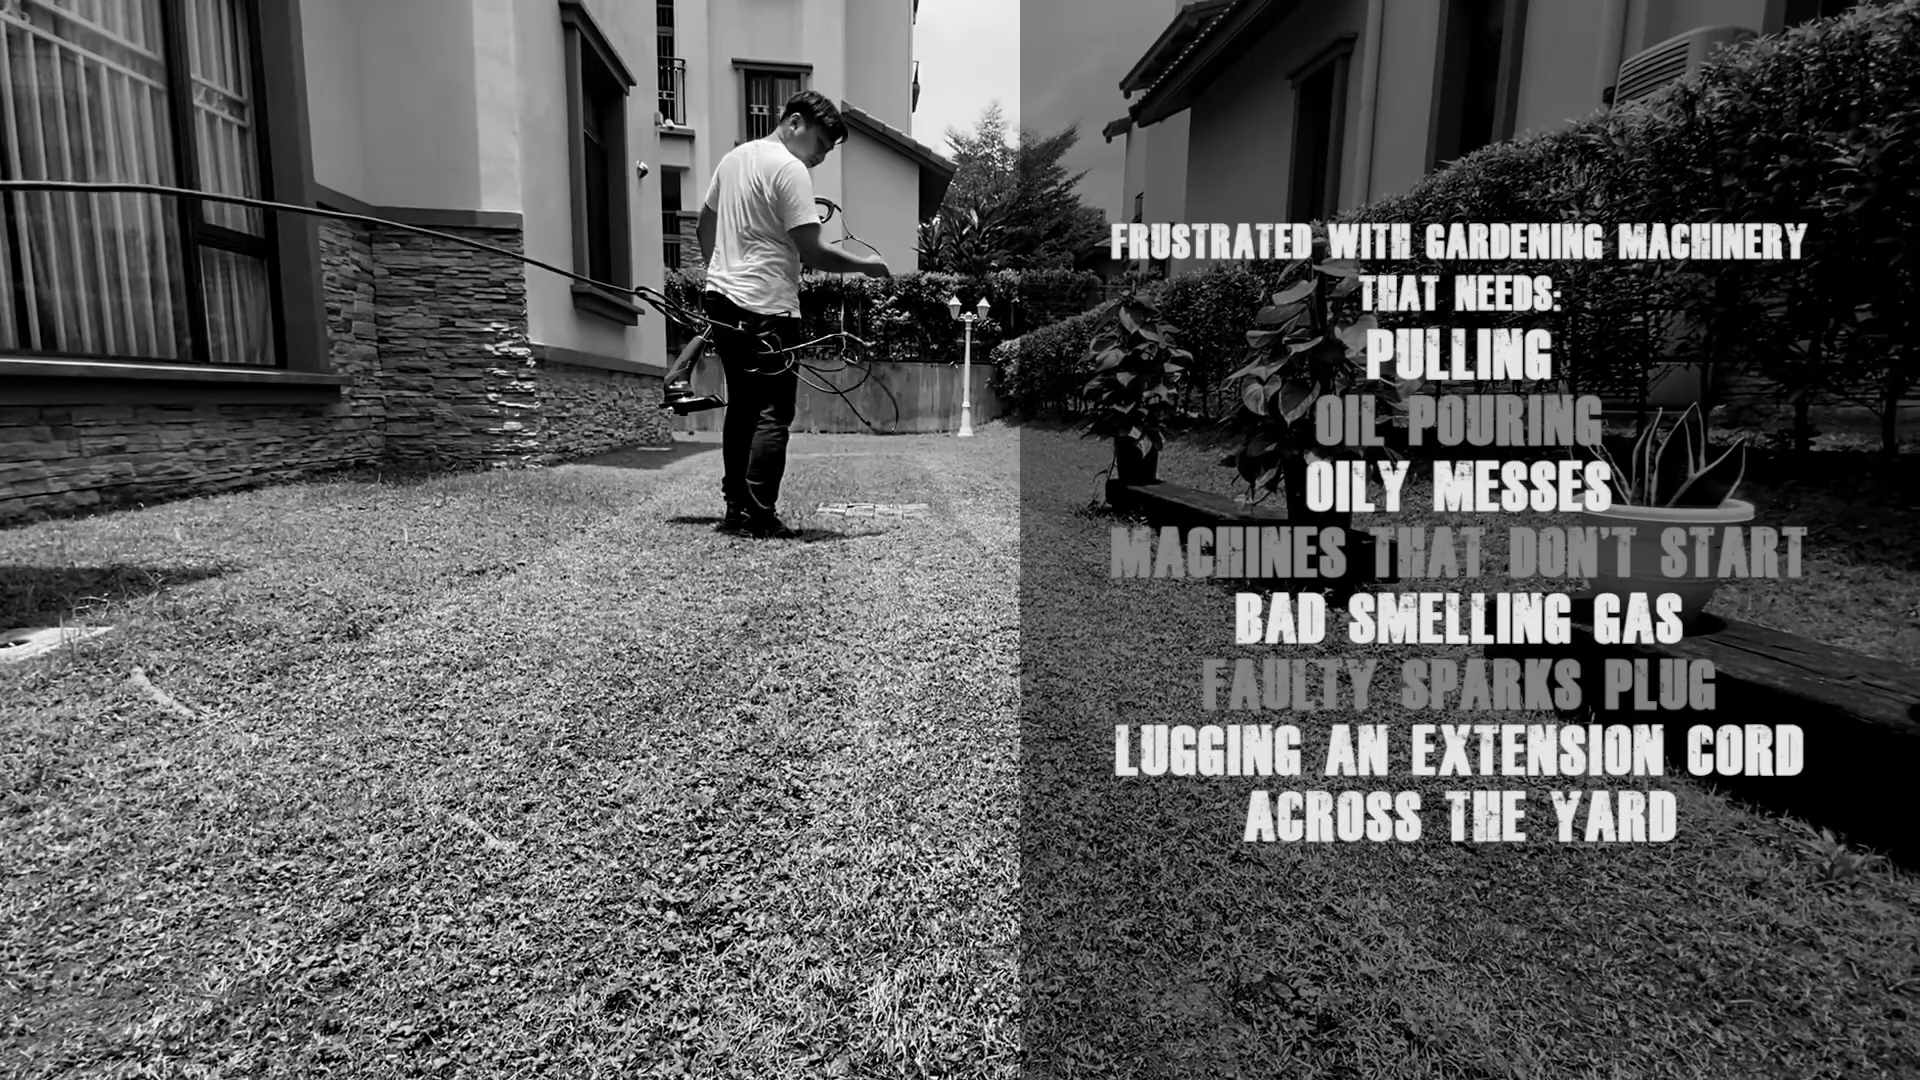 FRUSTRATED WITH GARDENING MACHINERY
THAT NEEDS:
PULLING
OIL POURING
OILY MESSES
MACHINES THAT DON'T START
BAD SMELLING GAS
FAULTY SPARKS PLUG
LUGGING AN EXTENSION CORD
ACROSS THE YARD